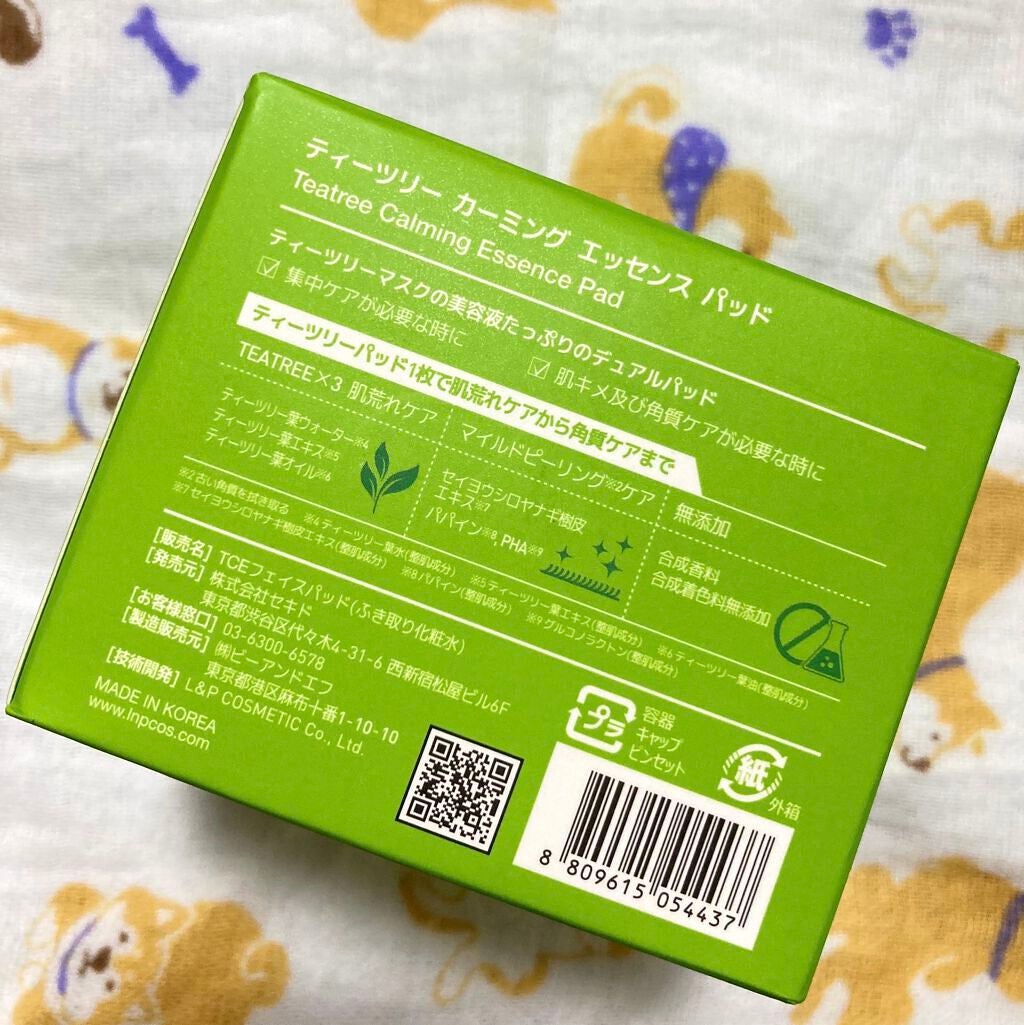 ティーツリー カーミング エッセンス パッド
Teatree Calming Essence Pad
ティーツリーマスクの美容液たっぷりのデュアルパッド
集中ケアが必要な時に
肌キメ及び角質ケアが必要な時に
ティーツリーパッド1枚で肌荒れケアから角質ケアまで
TEATREE×3 肌荒れケア
ティーツリー葉ウォーター※4
ティーツリー葉エキス※5
ティーツリー葉オイル※6
マイルドピーリング※2ケア
セイヨウシロヤナギ樹皮
エキス※7
パパイン※8, PHA※9
無添加
合成香料
合成着色料無添加
※2 古い角質を拭き取る ※4 ティーツリー葉水(整肌成分) ※5 ティーツリー葉エキス(整肌成分) ※6 ティーツリー葉油(整肌成分)
※7 セイヨウシロヤナギ樹皮エキス(整肌成分) ※8 パパイン(整肌成分) ※9 グルコノラクトン(整肌成分)
[販売名] TCEフェイスパッド(ふき取り化粧水)
[発売元] 株式会社セキド
東京都渋谷区代々木4-31-6 西新宿松屋ビル6F
[お客様窓口] 03-6300-6578
[製造販売元] ㈱ビーアンドエフ
東京都港区麻布十番1-10-10
[技術開発] L&P COSMETIC Co., Ltd.
MADE IN KOREA
www.lnpcos.com
プラ
容器
キャップ
ピンセット
紙
外箱
8 809615 054437